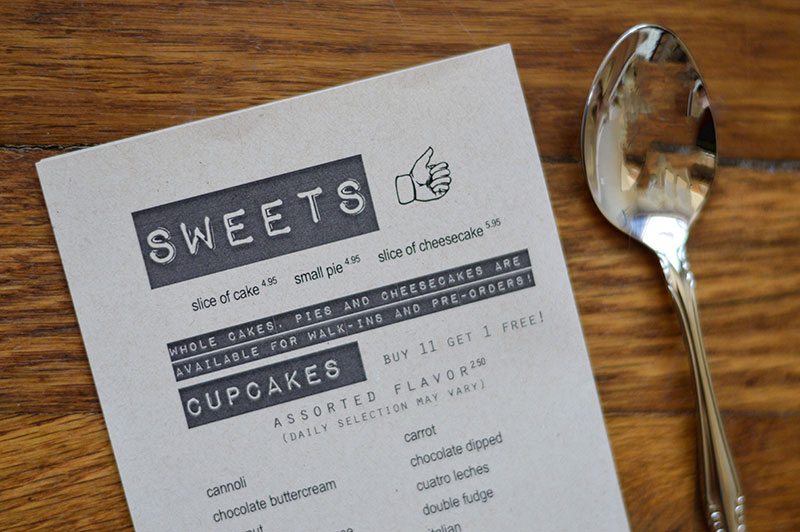 SWEETS
slice of cake 4.95 small pie 4.95 slice of cheesecake 5.95
WHOLE CAKES, PIES AND CHEESECAKES ARE
AVAILABLE FOR WALK-INS AND PRE-ORDERS!
CUPCAKES BUY 11 GET 1 FREE!
ASSORTED FLAVOR 2.50
(DAILY SELECTION MAY VARY)
cannoli
chocolate buttercream
carrot
chocolate dipped
cuatro leches
double fudge
italian